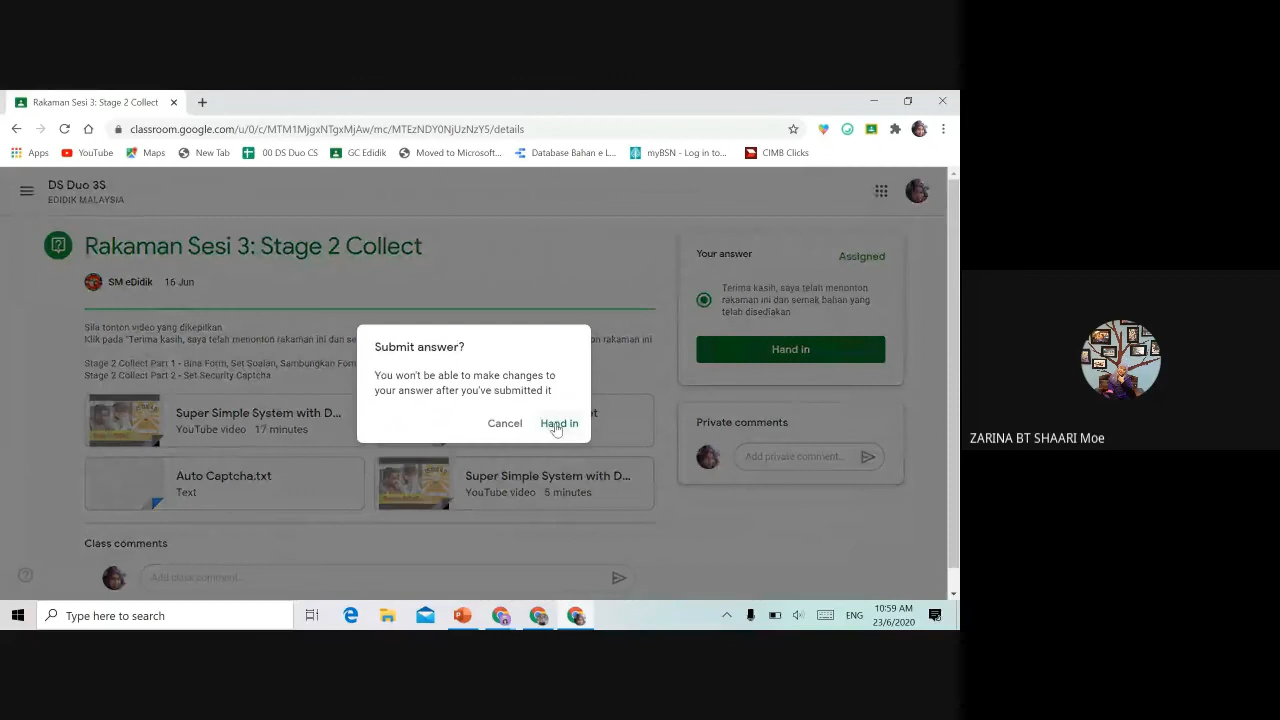 Rakaman Sesi 3: Stage 2 Collect
classroom.google.com/u/0/c/MTM1MjgxNTgxMjAw/mc/MTEzNDY0NjUzNzY5/details
Apps YouTube Maps New Tab 00 DS Duo CS GC Edidik Moved to Microsoft... Database Bahan e L... myBSN - Log in to... CIMB Clicks
DS Duo 3S
EDIDIK MALAYSIA
Rakaman Sesi 3: Stage 2 Collect
SM eDidik 16 Jun
Sila tonton video yang dikepitkan
Klik pada "Terima kasih, saya telah menonton rakaman ini dan se rakaman ini
Stage 2 Collect Part 1 - Bina Form, Set Soalan, Sambungkan Fom
Stage 2 Collect Part 2 - Set Security Captcha
Super Simple System with D...
YouTube video 17 minutes
Auto Captcha.txt
Text
Super Simple System with D...
YouTube video 5 minutes
Class comments
Add class comment...
Your answer
Assigned
Terima kasih, saya telah menonton
rakaman ini dan semak bahan yang
telah disediakan
Hand in
Private comments
Add private comment...
Submit answer?
You won't be able to make changes to
your answer after you've submitted it
Cancel Hand in
Type here to search
ENG
10:59 AM
23/6/2020
ZARINA BT SHAARI Moe